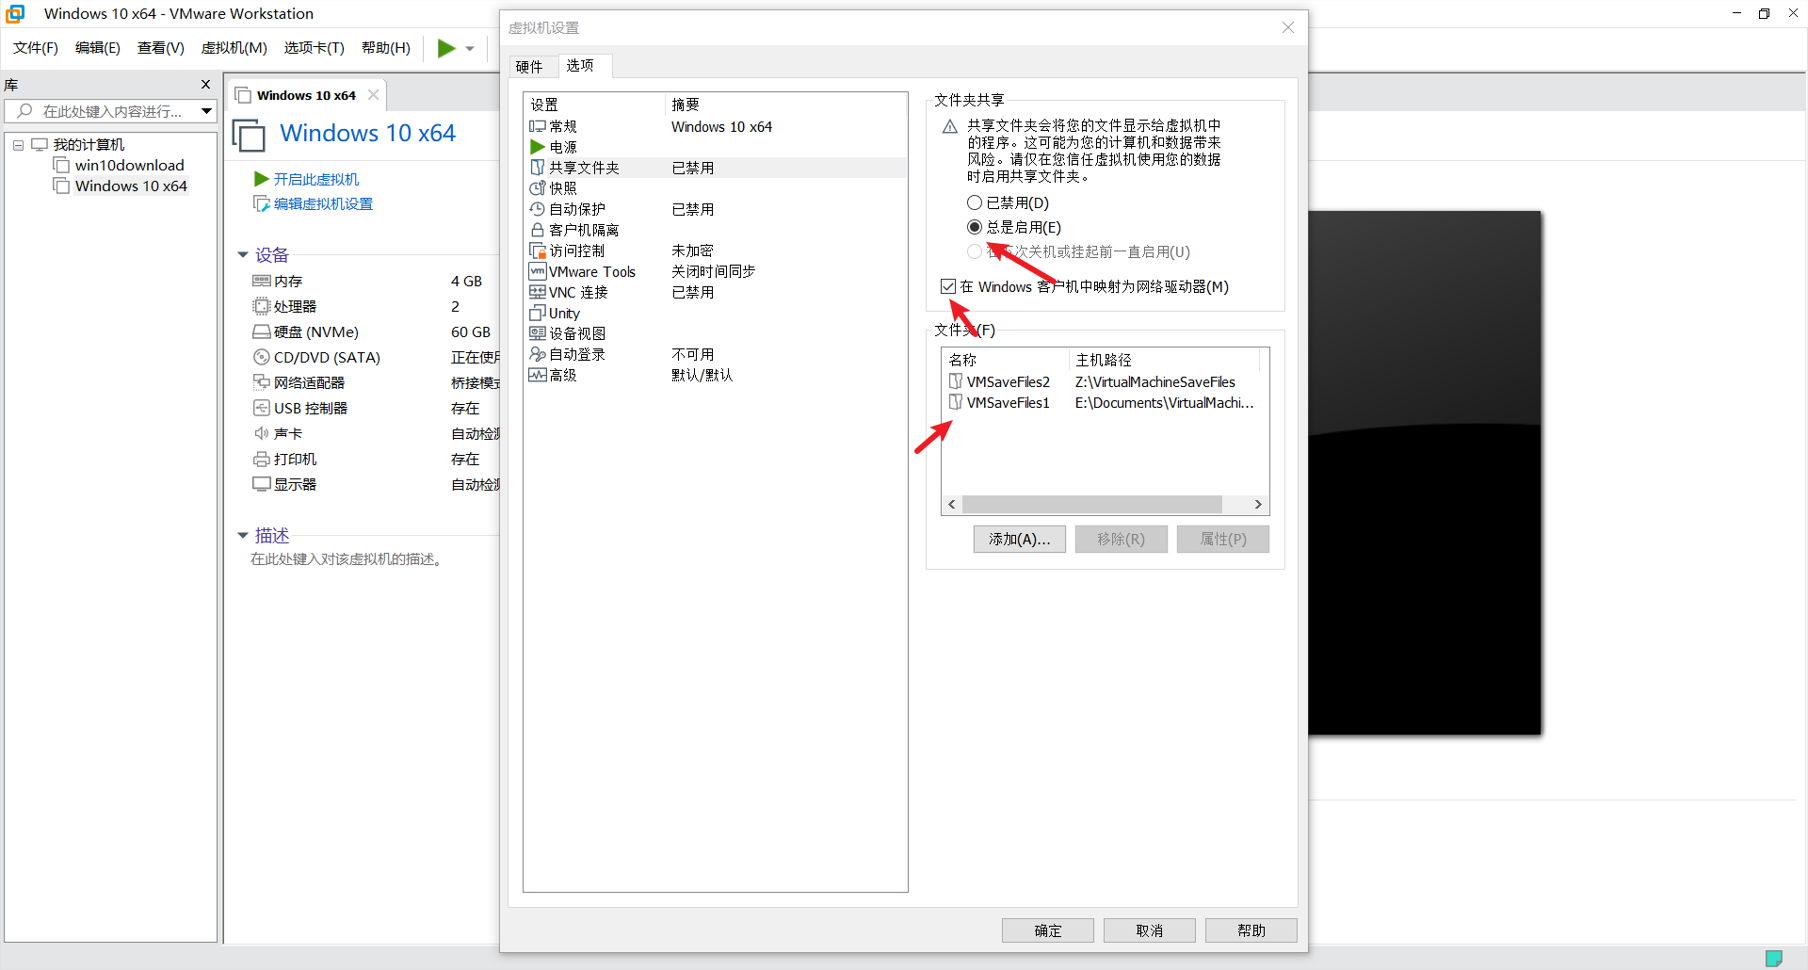 Windows 10 x64 - VMware Workstation
文件(F) 编辑(E) 查看(V) 虚拟机(M) 选项卡(T) 帮助(H)
库
在此处键入内容进行...
我的计算机
win10download
Windows 10 x64
Windows 10 x64
Windows 10 x64
开启此虚拟机
编辑虚拟机设置
设备
内存 4 GB
处理器 2
硬盘 (NVMe) 60 GB
CD/DVD (SATA) 正在使用
网络适配器 桥接模式
USB 控制器 存在
声卡 自动检测
打印机 存在
显示器 自动检测
描述
在此处键入对该虚拟机的描述。
虚拟机设置
硬件 选项
设置 摘要
常规 Windows 10 x64
电源
共享文件夹 已禁用
快照
自动保护 已禁用
客户机隔离
访问控制 未加密
VMware Tools 关闭时间同步
VNC 连接 已禁用
Unity
设备视图
自动登录 不可用
高级 默认/默认
文件夹共享
共享文件夹会将您的文件显示给虚拟机中
的程序。这可能为您的计算机和数据带来
风险。请仅在您信任虚拟机使用您的数据
时启用共享文件夹。
已禁用(D)
总是启用(E)
在下次关机或挂起前一直启用(U)
在 Windows 客户机中映射为网络驱动器(M)
文件夹(F)
名称 主机路径
VMSaveFiles2 Z:\VirtualMachineSaveFiles
VMSaveFiles1 E:\Documents\VirtualMachi...
添加(A)... 移除(R) 属性(P)
确定 取消 帮助